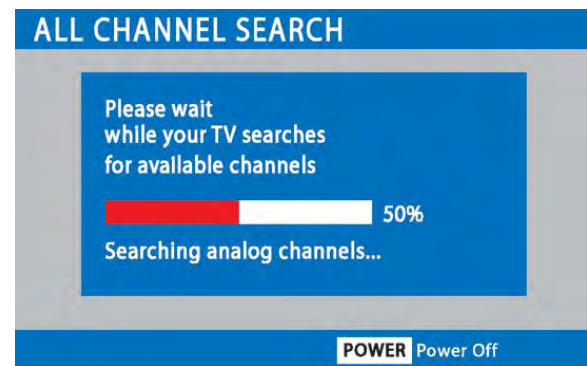 ALL CHANNEL SEARCH
Please wait
while your TV searches
for available channels
50%
Searching analog channels...
POWER Power Off